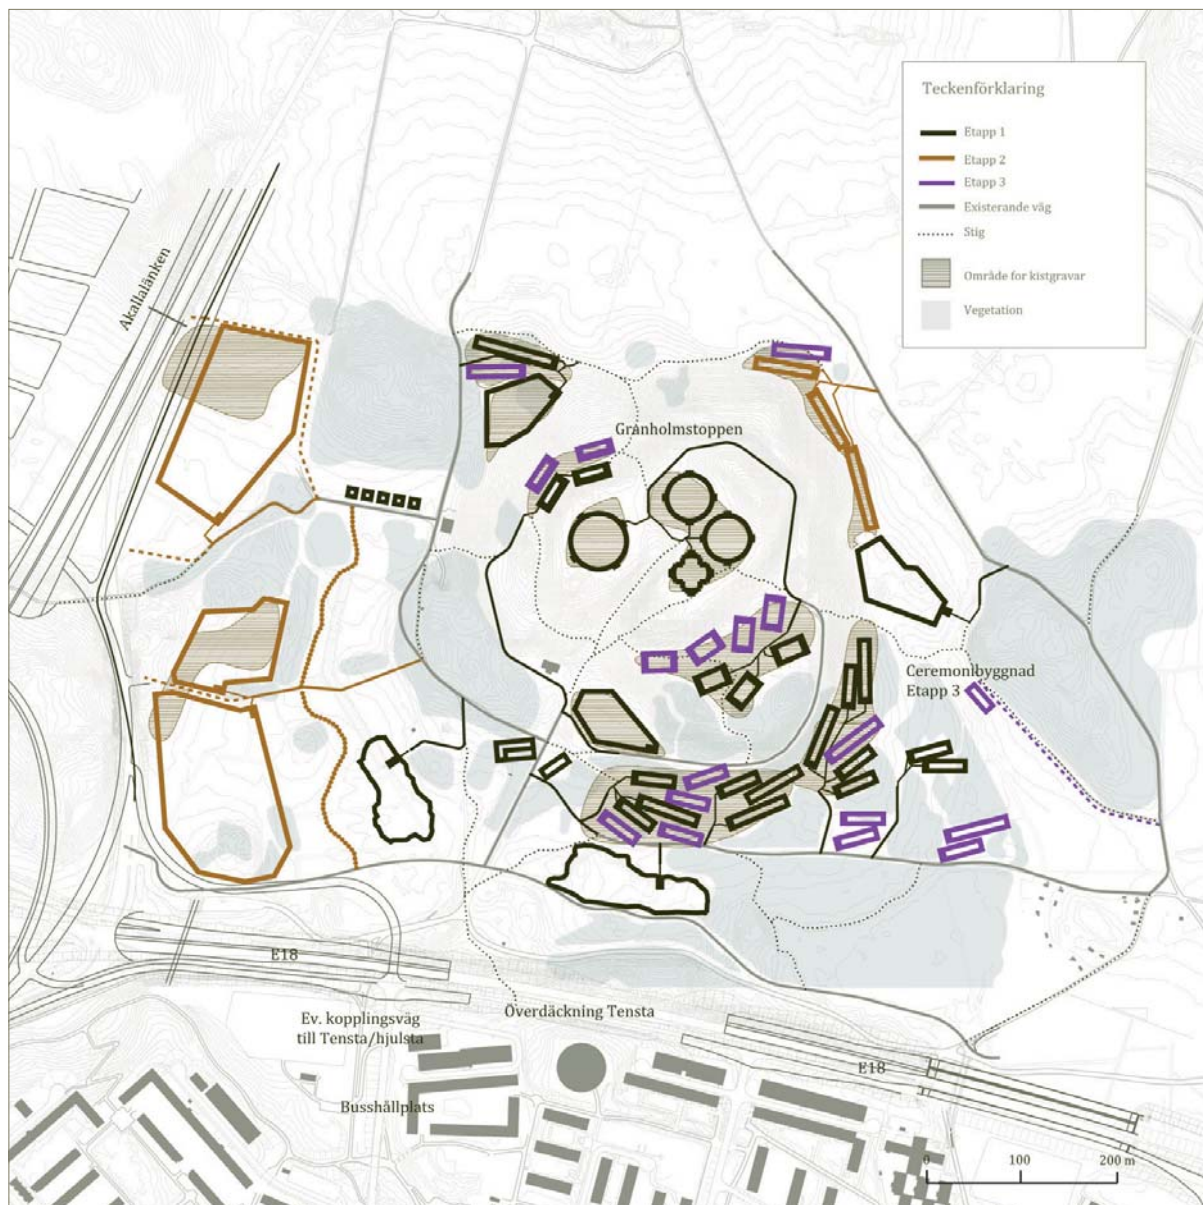 Teckenförklaring
Etapp 1
Etapp 2
Etapp 3
Existerande väg
Stig
Område for kistgravar
Vegetation
Akallalänken
Granholmstoppen
Ceremonibyggnad
Etapp 3
E18
Ev. kopplingsväg
till Tensta/hjulsta
Överdäckning Tensta
E18
Busshållplats
0 100 200 m